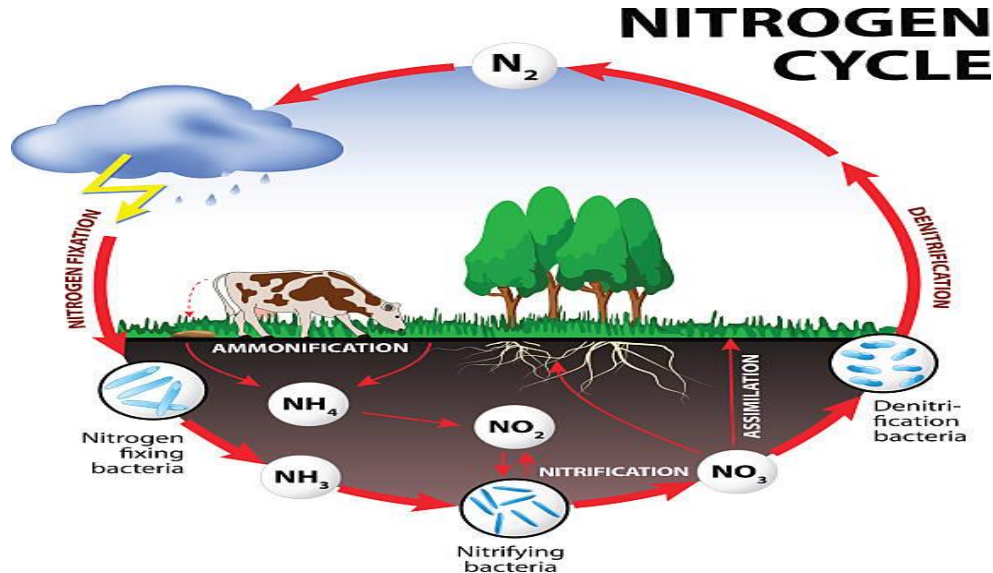 NITROGEN
CYCLE
N₂
NITROGEN FIXATION
DENITRIFICATION
AMMONIFICATION
NH₄
NO₂
ASSIMILATION
Nitrogen
fixing
bacteria
Denitri-
fication
bacteria
NH₃
NITRIFICATION
NO₃
Nitrifying
bacteria